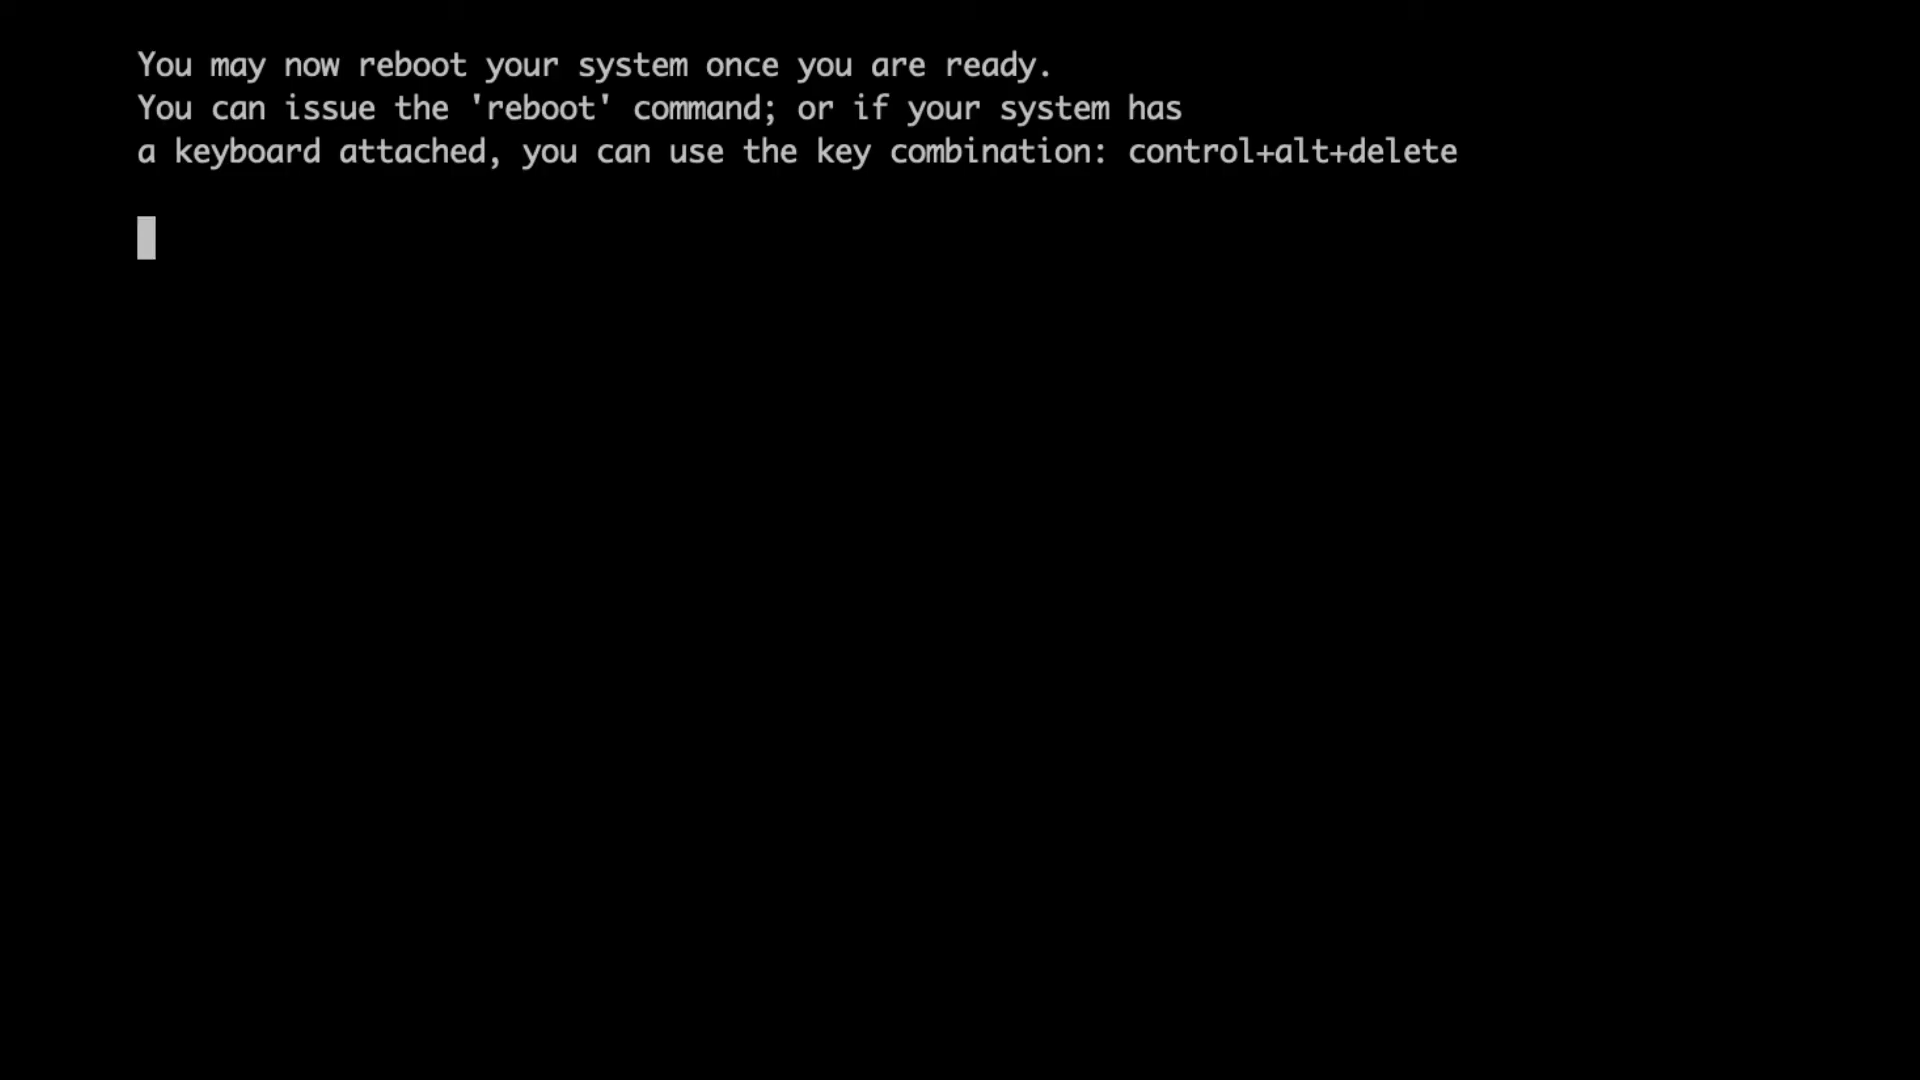 You may now reboot your system once you are ready.
You can issue the 'reboot' command; or if your system has
a keyboard attached, you can use the key combination: control+alt+delete